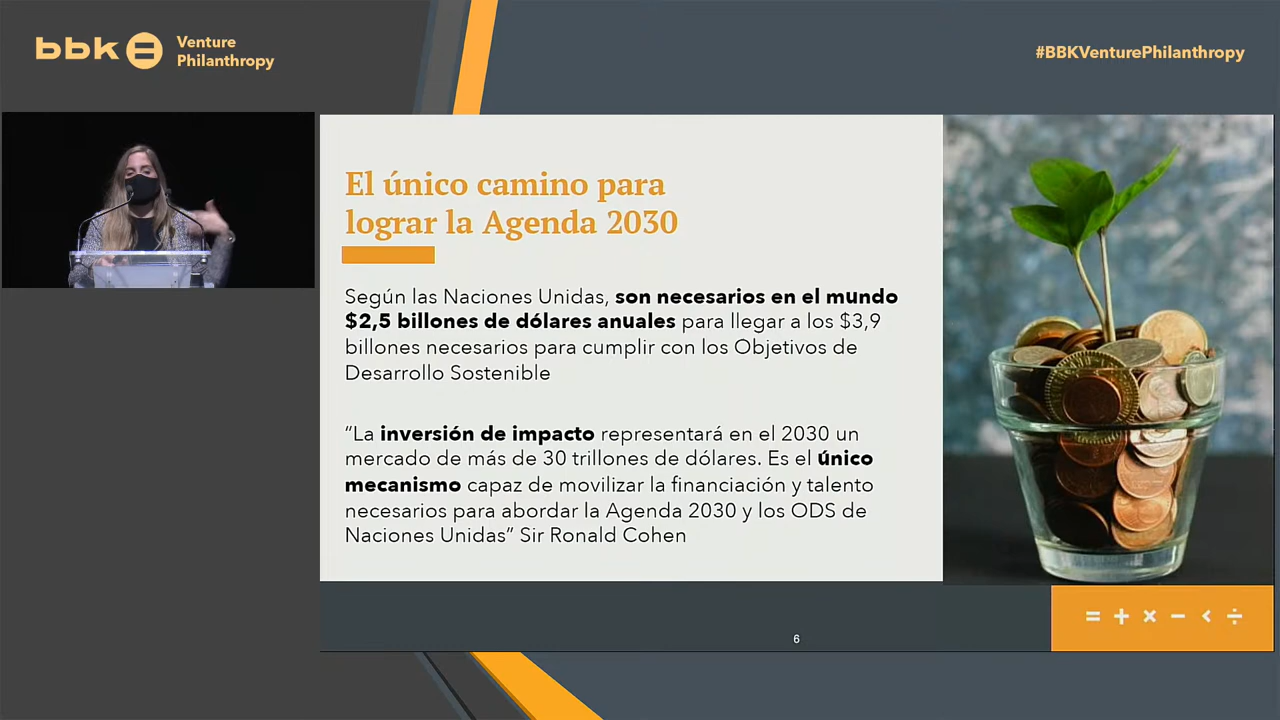 bbk
Venture
Philanthropy
#BBKVenturePhilanthropy
El único camino para
lograr la Agenda 2030
Según las Naciones Unidas, son necesarios en el mundo
$2,5 billones de dólares anuales para llegar a los $3,9
billones necesarios para cumplir con los Objetivos de
Desarrollo Sostenible
“La inversión de impacto representará en el 2030 un
mercado de más de 30 trillones de dólares. Es el único
mecanismo capaz de movilizar la financiación y talento
necesarios para abordar la Agenda 2030 y los ODS de
Naciones Unidas” Sir Ronald Cohen
= + × − < ÷
6